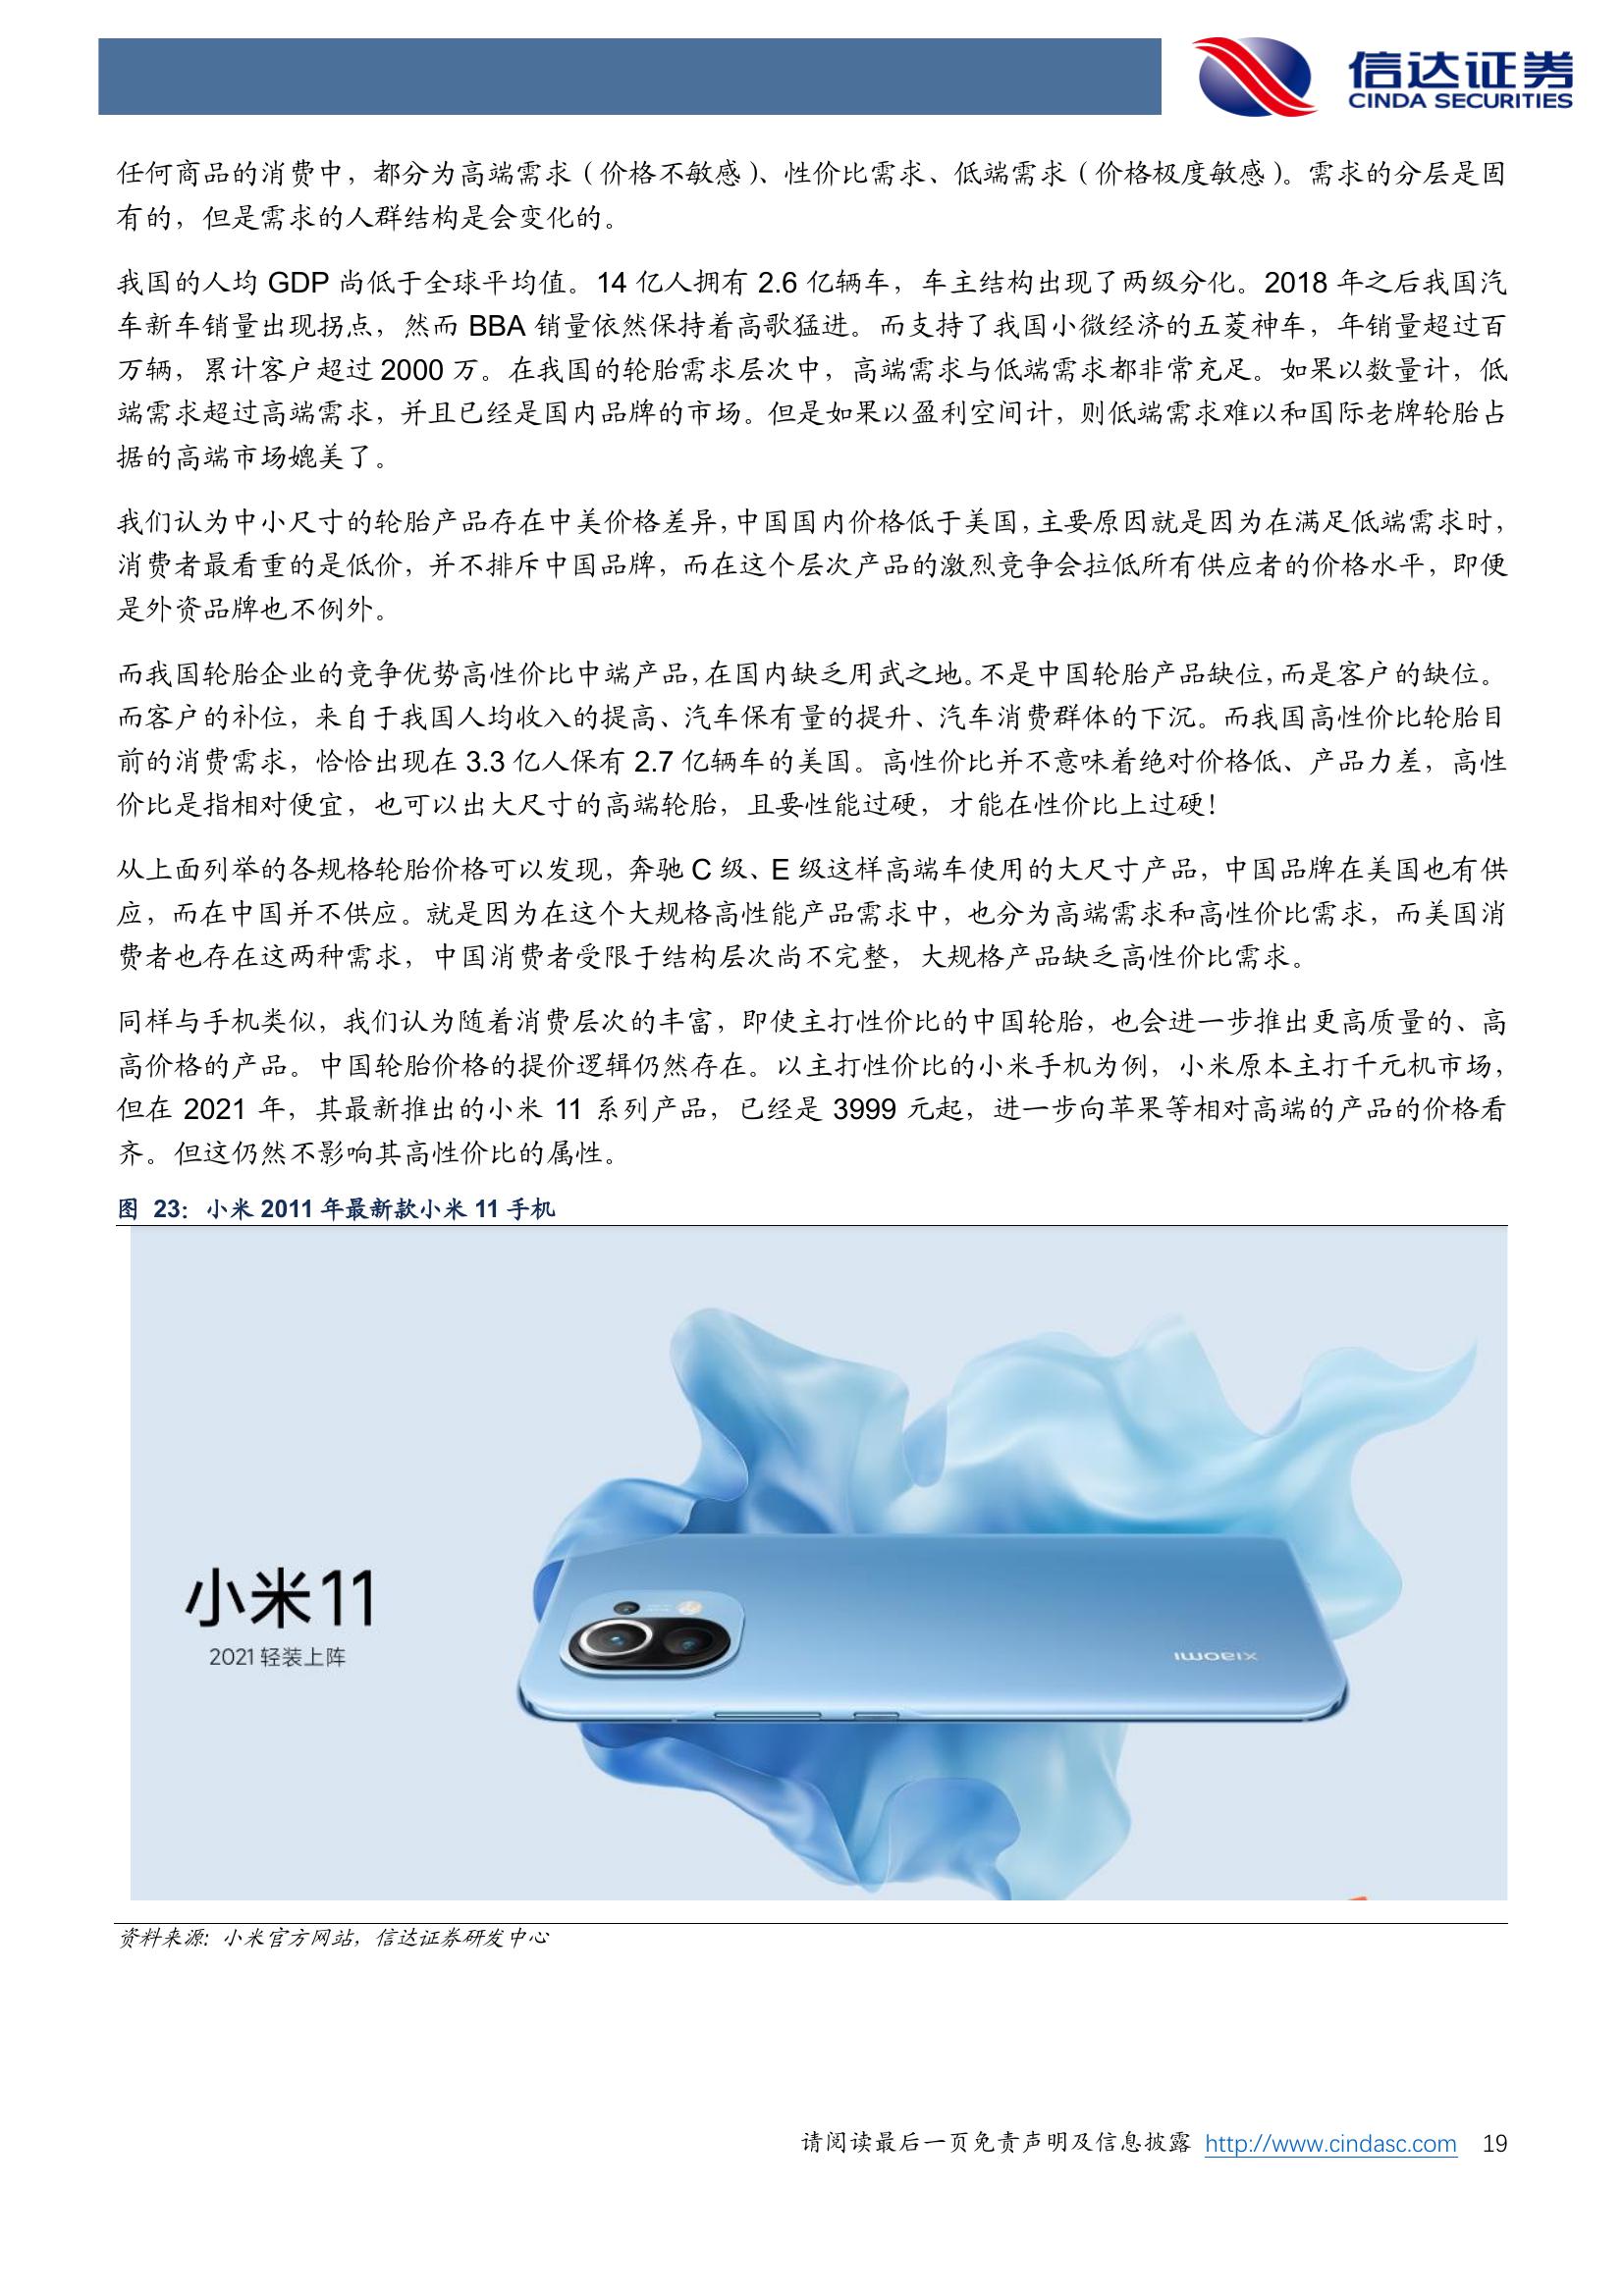 信达证券
CINDA SECURITIES
任何商品的消费中，都分为高端需求（价格不敏感）、性价比需求、低端需求（价格极度敏感）。需求的分层是固
有的，但是需求的人群结构是会变化的。
我国的人均 GDP 尚低于全球平均值。14 亿人拥有 2.6 亿辆车，车主结构出现了两级分化。2018 年之后我国汽
车新车销量出现拐点，然而 BBA 销量依然保持着高歌猛进。而支持了我国小微经济的五菱神车，年销量超过百
万辆，累计客户超过 2000 万。在我国的轮胎需求层次中，高端需求与低端需求都非常充足。如果以数量计，低
端需求超过高端需求，并且已经是国内品牌的市场。但是如果以盈利空间计，则低端需求难以和国际老牌轮胎占
据的高端市场媲美了。
我们认为中小尺寸的轮胎产品存在中美价格差异，中国国内价格低于美国，主要原因就是因为在满足低端需求时，
消费者最看重的是低价，并不排斥中国品牌，而在这个层次产品的激烈竞争会拉低所有供应者的价格水平，即便
是外资品牌也不例外。
而我国轮胎企业的竞争优势高性价比中端产品，在国内缺乏用武之地。不是中国轮胎产品缺位，而是客户的缺位。
而客户的补位，来自于我国人均收入的提高、汽车保有量的提升、汽车消费群体的下沉。而我国高性价比轮胎目
前的消费需求，恰恰出现在 3.3 亿人保有 2.7 亿辆车的美国。高性价比并不意味着绝对价格低、产品力差，高性
价比是指相对便宜，也可以出大尺寸的高端轮胎，且要性能过硬，才能在性价比上过硬！
从上面列举的各规格轮胎价格可以发现，奔驰 C 级、E 级这样高端车使用的大尺寸产品，中国品牌在美国也有供
应，而在中国并不供应。就是因为在这个大规格高性能产品需求中，也分为高端需求和高性价比需求，而美国消
费者也存在这两种需求，中国消费者受限于结构层次尚不完整，大规格产品缺乏高性价比需求。
同样与手机类似，我们认为随着消费层次的丰富，即使主打性价比的中国轮胎，也会进一步推出更高质量的、高
高价格的产品。中国轮胎价格的提价逻辑仍然存在。以主打性价比的小米手机为例，小米原本主打千元机市场，
但在 2021 年，其最新推出的小米 11 系列产品，已经是 3999 元起，进一步向苹果等相对高端的产品的价格看
齐。但这仍然不影响其高性价比的属性。
图 23：小米 2011 年最新款小米 11 手机
小米11
2021 轻装上阵
XIAOMI
资料来源：小米官方网站，信达证券研发中心
请阅读最后一页免责声明及信息披露 http://www.cindasc.com 19